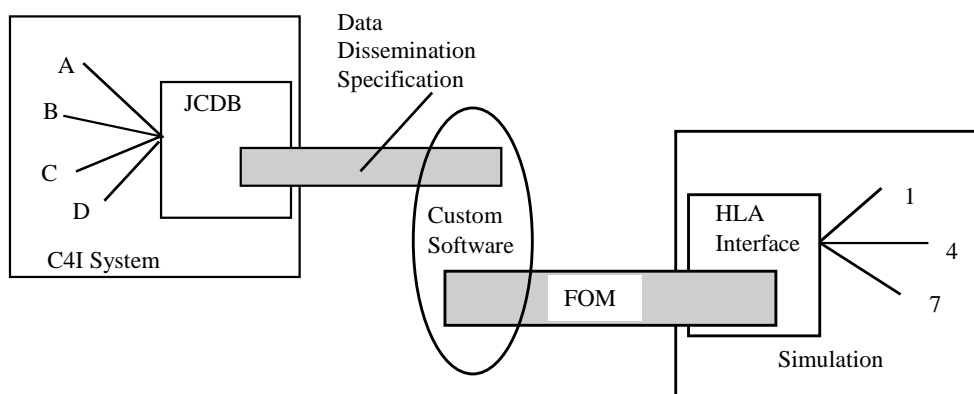 Data
Dissemination
Specification
A
B
C
D
JCDB
C4I System
Custom
Software
HLA
Interface
1
4
7
FOM
Simulation